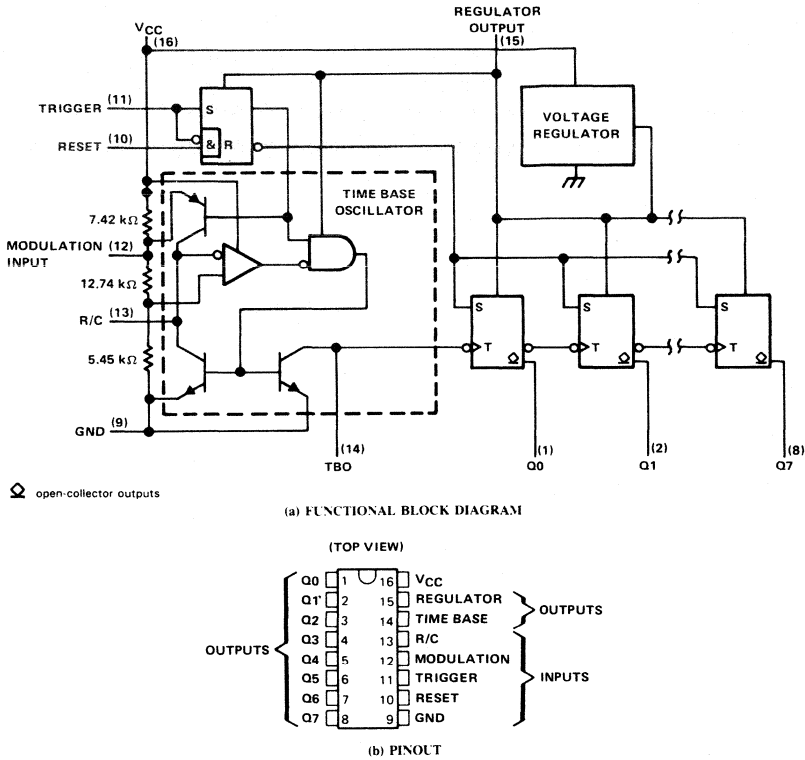 VCC
(16)
REGULATOR
OUTPUT
(15)
TRIGGER (11)
S
RESET (10)
& R
VOLTAGE
REGULATOR
TIME BASE
OSCILLATOR
7.42 kΩ
MODULATION (12)
INPUT
12.74 kΩ
R/C (13)
5.45 kΩ
GND (9)
S
T
S
T
S
T
(14)
TBO
(1)
Q0
(2)
Q1
(8)
Q7
open-collector outputs
(a) FUNCTIONAL BLOCK DIAGRAM
(TOP VIEW)
OUTPUTS
Q0 1 16 VCC
Q1 2 15 REGULATOR
Q2 3 14 TIME BASE
OUTPUTS
Q3 4 13 R/C
Q4 5 12 MODULATION
Q5 6 11 TRIGGER
INPUTS
Q6 7 10 RESET
Q7 8 9 GND
(b) PINOUT